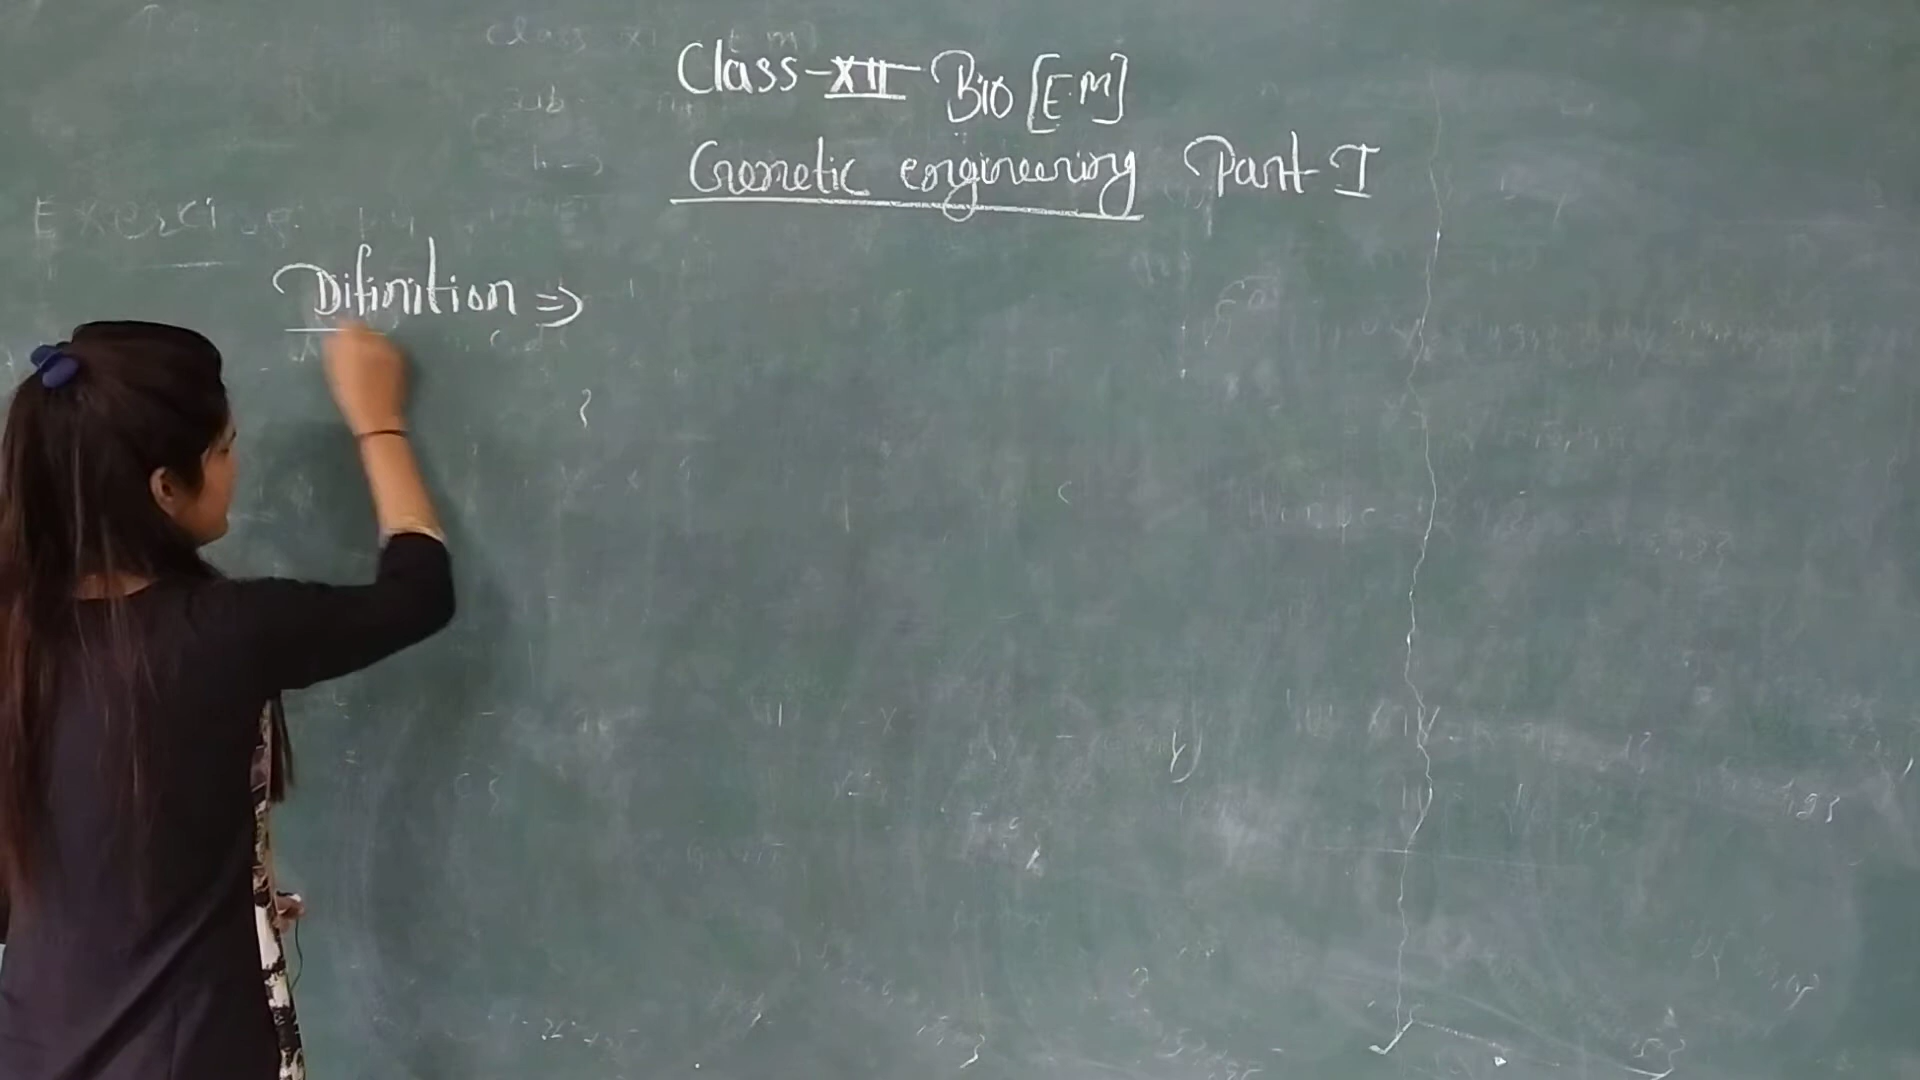 Class-XII Bio [E.M]
Genetic engineering Part-I
Difinition ⇒